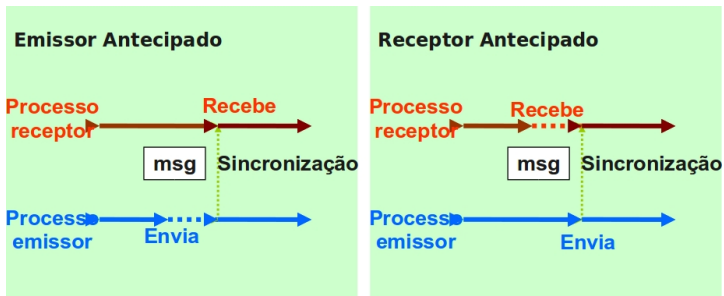 Emissor Antecipado
Processo
receptor
Recebe
msg
Sincronização
Processo
emissor
Envia
Receptor Antecipado
Processo
receptor
Recebe
msg
Sincronização
Processo
emissor
Envia